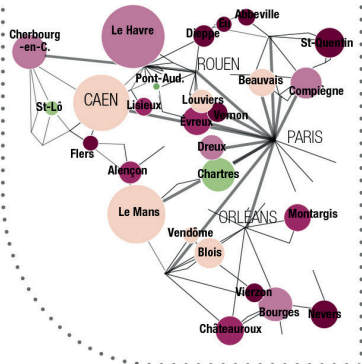 Abbeville
Eu
Dieppe
Le Havre
Cherbourg
-en-C.
St-Quentin
ROUEN
Pont-Aud.
Beauvais
Compiègne
CAEN
Louviers
St-Lô
Lisieux
Vernon
Évreux
PARIS
Dreux
Flers
Alençon
Chartres
Le Mans
ORLÉANS
Montargis
Vendôme
Blois
Vierzon
Bourges
Nevers
Châteauroux